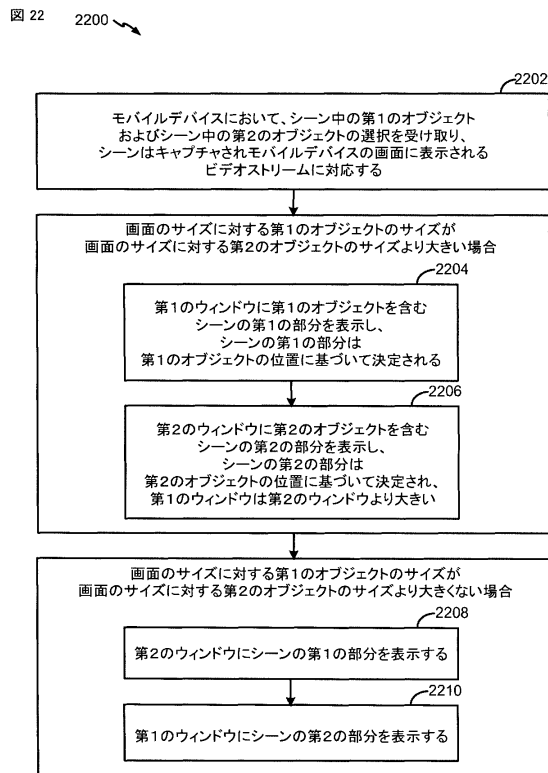 図 22
2200
2202
モバイルデバイスにおいて、シーン中の第1のオブジェクト
およびシーン中の第2のオブジェクトの選択を受け取り、
シーンはキャプチャされモバイルデバイスの画面に表示される
ビデオストリームに対応する
画面のサイズに対する第1のオブジェクトのサイズが
画面のサイズに対する第2のオブジェクトのサイズより大きい場合
2204
第1のウィンドウに第1のオブジェクトを含む
シーンの第1の部分を表示し、
シーンの第1の部分は
第1のオブジェクトの位置に基づいて決定される
2206
第2のウィンドウに第2のオブジェクトを含む
シーンの第2の部分を表示し、
シーンの第2の部分は
第2のオブジェクトの位置に基づいて決定され、
第1のウィンドウは第2のウィンドウより大きい
画面のサイズに対する第1のオブジェクトのサイズが
画面のサイズに対する第2のオブジェクトのサイズより大きくない場合
2208
第2のウィンドウにシーンの第1の部分を表示する
2210
第1のウィンドウにシーンの第2の部分を表示する